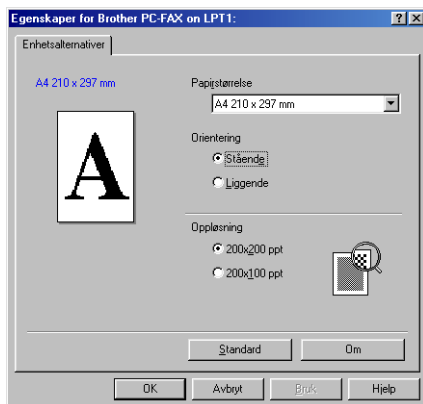 Egenskaper for Brother PC-FAX on LPT1:
Enhetsalternativer
A4 210 x 297 mm
Papirstørrelse
A4 210 x 297 mm
A
Orientering
Stående
Liggende
Oppløsning
200x200 ppt
200x100 ppt
Standard
Om
OK
Avbryt
Bruk
Hjelp